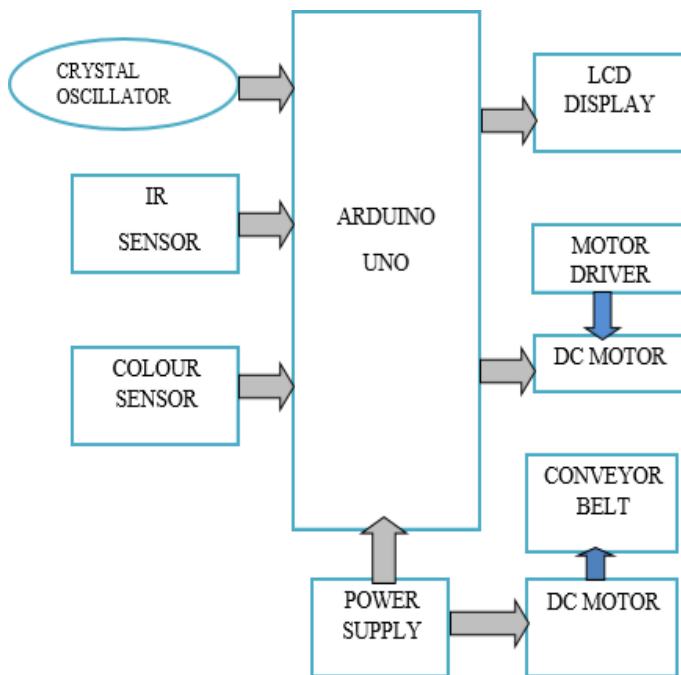 CRYSTAL
OSCILLATOR
IR
SENSOR
COLOUR
SENSOR
ARDUINO
UNO
LCD
DISPLAY
MOTOR
DRIVER
DC MOTOR
CONVEYOR
BELT
POWER
SUPPLY
DC MOTOR